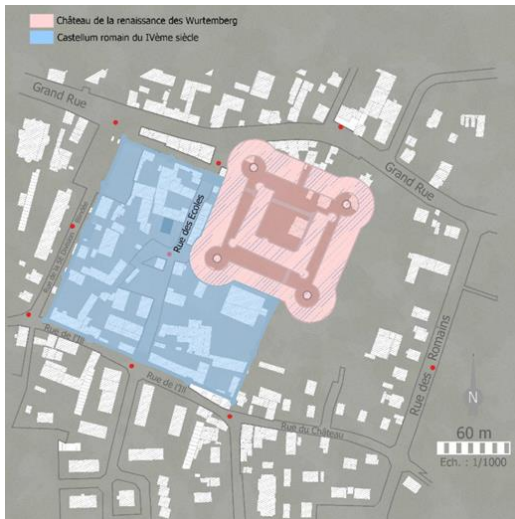 Château de la renaissance des Wurtemberg
Castellum romain du IVème siècle
Grand Rue
Grand Rue
Rue des Ecoles
Rue de l'Ill
Rue de l'Ill
Rue du Château
Rue des Romains
N
60 m
Ech. : 1/1000